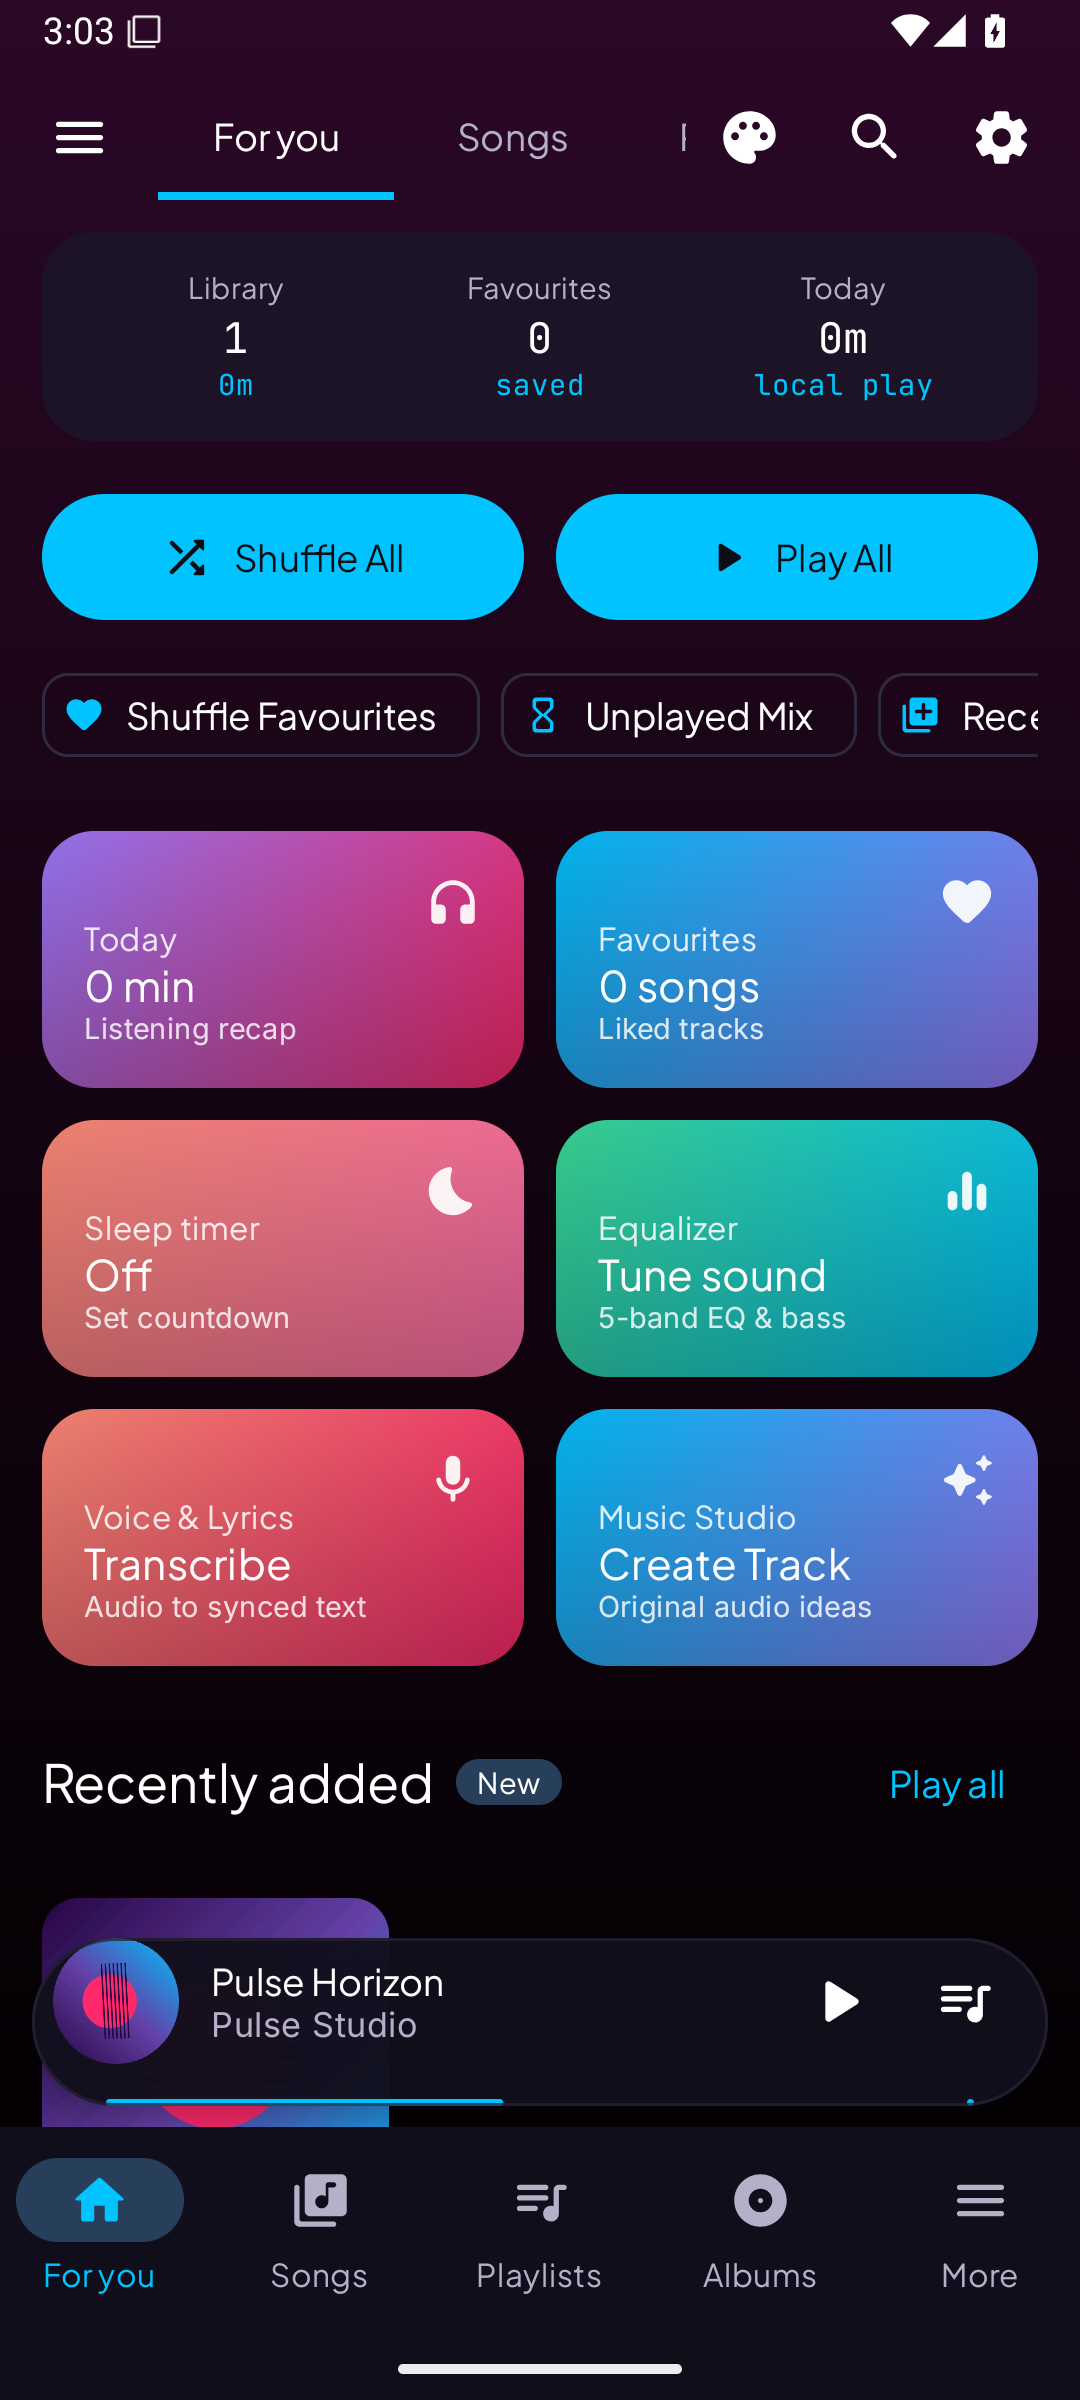 3:03
For you
Songs
Library
1
0m
Favourites
0
saved
Today
0m
local play
Shuffle All
Play All
Shuffle Favourites
Unplayed Mix
Rece
Today
0 min
Listening recap
Favourites
0 songs
Liked tracks
Sleep timer
Off
Set countdown
Equalizer
Tune sound
5-band EQ & bass
Voice & Lyrics
Transcribe
Audio to synced text
Music Studio
Create Track
Original audio ideas
Recently added
New
Play all
Pulse Horizon
Pulse Studio
For you
Songs
Playlists
Albums
More